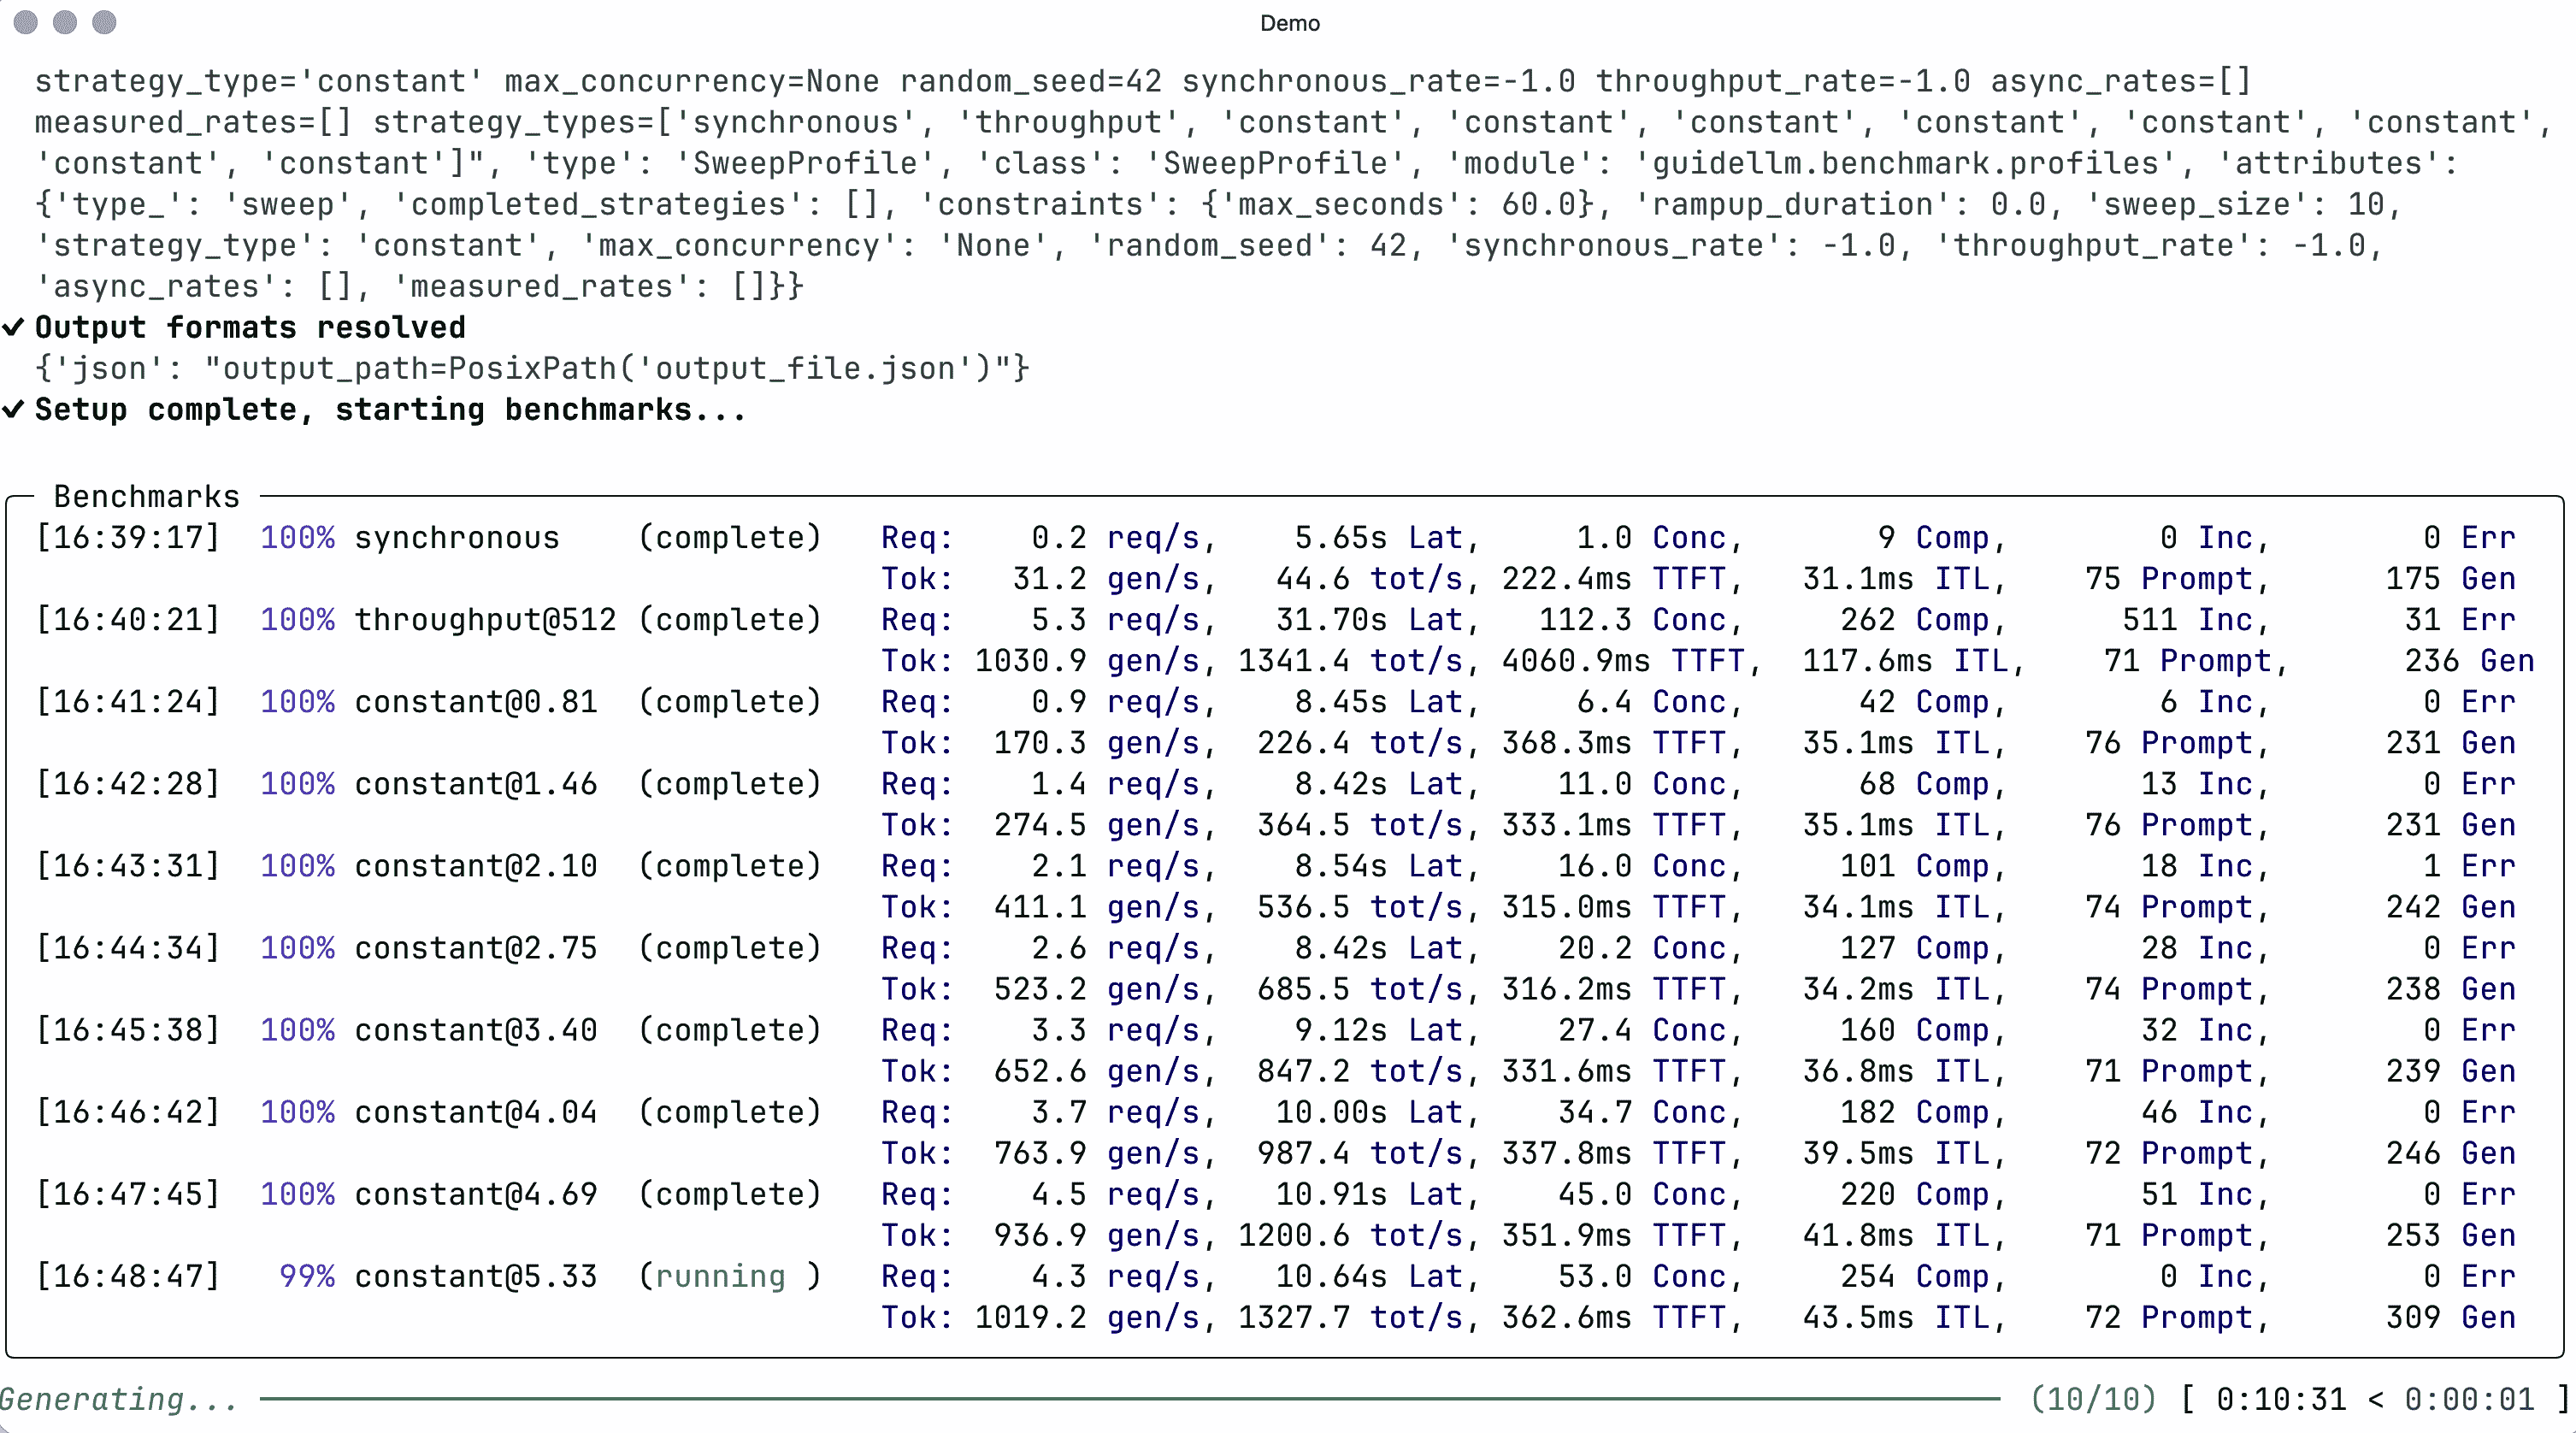 Demo
strategy_type='constant' max_concurrency=None random_seed=42 synchronous_rate=-1.0 throughput_rate=-1.0 async_rates=[]
measured_rates=[] strategy_types=['synchronous', 'throughput', 'constant', 'constant', 'constant', 'constant', 'constant', 'constant',
'constant', 'constant']", 'type': 'SweepProfile', 'class': 'SweepProfile', 'module': 'guidellm.benchmark.profiles', 'attributes':
{'type_': 'sweep', 'completed_strategies': [], 'constraints': {'max_seconds': 60.0}, 'rampup_duration': 0.0, 'sweep_size': 10,
'strategy_type': 'constant', 'max_concurrency': 'None', 'random_seed': 42, 'synchronous_rate': -1.0, 'throughput_rate': -1.0,
'async_rates': [], 'measured_rates': []}}
✔ Output formats resolved
{'json': "output_path=PosixPath('output_file.json')"}
✔ Setup complete, starting benchmarks...
Benchmarks
[16:39:17] 100% synchronous (complete) Req: 0.2 req/s, 5.65s Lat, 1.0 Conc, 9 Comp, 0 Inc, 0 Err
Tok: 31.2 gen/s, 44.6 tot/s, 222.4ms TTFT, 31.1ms ITL, 75 Prompt, 175 Gen
[16:40:21] 100% throughput@512 (complete) Req: 5.3 req/s, 31.70s Lat, 112.3 Conc, 262 Comp, 511 Inc, 31 Err
Tok: 1030.9 gen/s, 1341.4 tot/s, 4060.9ms TTFT, 117.6ms ITL, 71 Prompt, 236 Gen
[16:41:24] 100% constant@0.81 (complete) Req: 0.9 req/s, 8.45s Lat, 6.4 Conc, 42 Comp, 6 Inc, 0 Err
Tok: 170.3 gen/s, 226.4 tot/s, 368.3ms TTFT, 35.1ms ITL, 76 Prompt, 231 Gen
[16:42:28] 100% constant@1.46 (complete) Req: 1.4 req/s, 8.42s Lat, 11.0 Conc, 68 Comp, 13 Inc, 0 Err
Tok: 274.5 gen/s, 364.5 tot/s, 333.1ms TTFT, 35.1ms ITL, 76 Prompt, 231 Gen
[16:43:31] 100% constant@2.10 (complete) Req: 2.1 req/s, 8.54s Lat, 16.0 Conc, 101 Comp, 18 Inc, 1 Err
Tok: 411.1 gen/s, 536.5 tot/s, 315.0ms TTFT, 34.1ms ITL, 74 Prompt, 242 Gen
[16:44:34] 100% constant@2.75 (complete) Req: 2.6 req/s, 8.42s Lat, 20.2 Conc, 127 Comp, 28 Inc, 0 Err
Tok: 523.2 gen/s, 685.5 tot/s, 316.2ms TTFT, 34.2ms ITL, 74 Prompt, 238 Gen
[16:45:38] 100% constant@3.40 (complete) Req: 3.3 req/s, 9.12s Lat, 27.4 Conc, 160 Comp, 32 Inc, 0 Err
Tok: 652.6 gen/s, 847.2 tot/s, 331.6ms TTFT, 36.8ms ITL, 71 Prompt, 239 Gen
[16:46:42] 100% constant@4.04 (complete) Req: 3.7 req/s, 10.00s Lat, 34.7 Conc, 182 Comp, 46 Inc, 0 Err
Tok: 763.9 gen/s, 987.4 tot/s, 337.8ms TTFT, 39.5ms ITL, 72 Prompt, 246 Gen
[16:47:45] 100% constant@4.69 (complete) Req: 4.5 req/s, 10.91s Lat, 45.0 Conc, 220 Comp, 51 Inc, 0 Err
Tok: 936.9 gen/s, 1200.6 tot/s, 351.9ms TTFT, 41.8ms ITL, 71 Prompt, 253 Gen
[16:48:47] 99% constant@5.33 (running ) Req: 4.3 req/s, 10.64s Lat, 53.0 Conc, 254 Comp, 0 Inc, 0 Err
Tok: 1019.2 gen/s, 1327.7 tot/s, 362.6ms TTFT, 43.5ms ITL, 72 Prompt, 309 Gen
Generating... (10/10) [ 0:10:31 < 0:00:01 ]